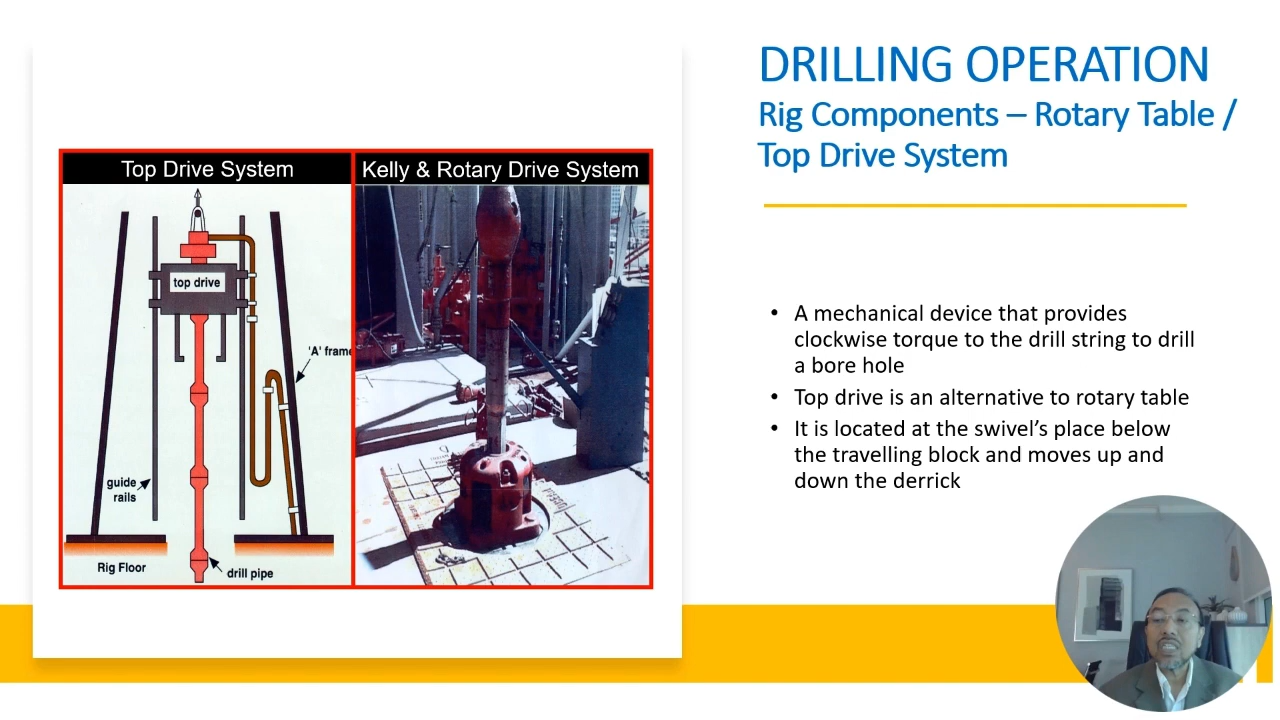 DRILLING OPERATION
Rig Components – Rotary Table /
Top Drive System
Top Drive System
Kelly & Rotary Drive System
top drive
'A' frame
guide
rails
Rig Floor
drill pipe
• A mechanical device that provides
clockwise torque to the drill string to drill
a bore hole
• Top drive is an alternative to rotary table
• It is located at the swivel's place below
the travelling block and moves up and
down the derrick